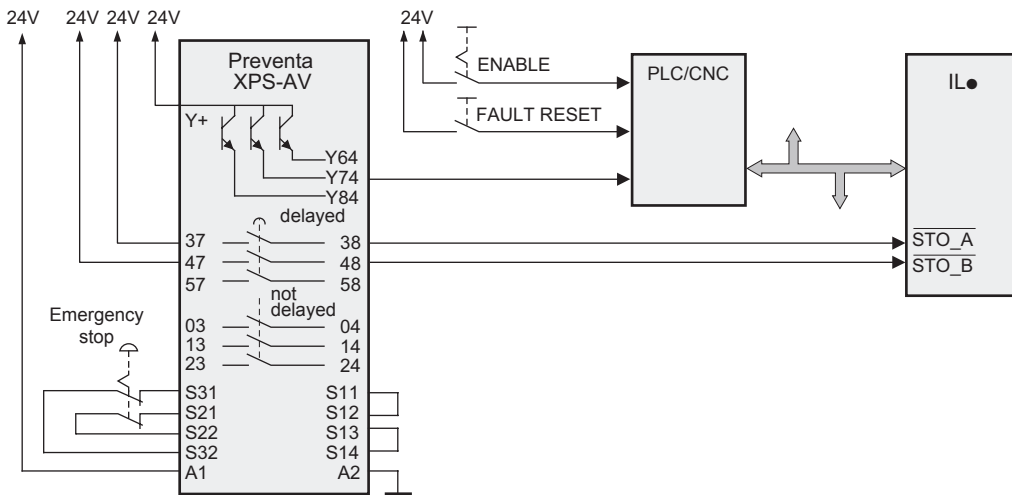 24V 24V 24V 24V
24V
Preventa
XPS-AV
ENABLE
FAULT RESET
PLC/CNC
IL●
Y+
Y64
Y74
Y84
delayed
37 38
47 48
57 58
STO_A
STO_B
not
delayed
Emergency
stop
03 04
13 14
23 24
S31 S11
S21 S12
S22 S13
S32 S14
A1 A2